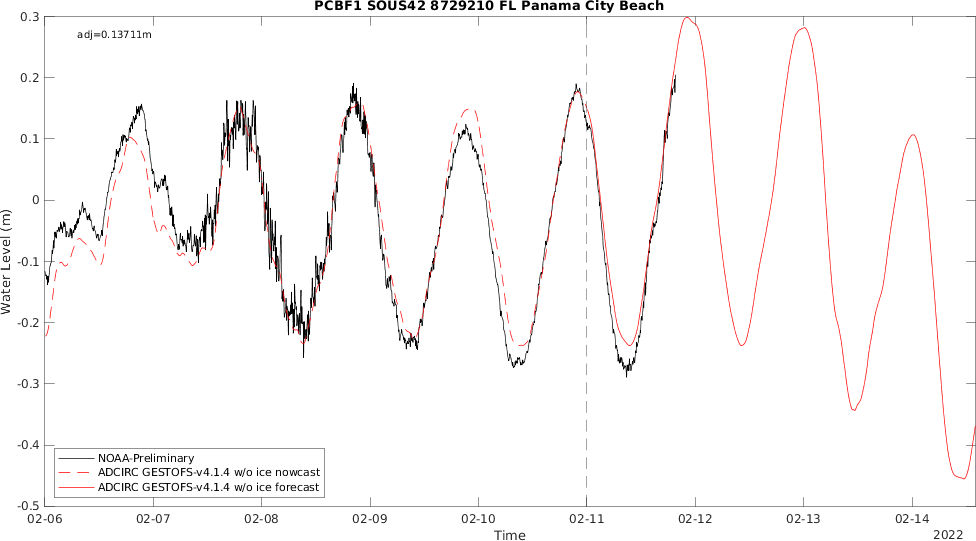 PCBF1 SOUS42 8729210 FL Panama City Beach
adj=0.13711m
0.3
0.2
0.1
0
-0.1
-0.2
-0.3
-0.4
-0.5
Water Level (m)
NOAA-Preliminary
ADCIRC GESTOFS-v4.1.4 w/o ice nowcast
ADCIRC GESTOFS-v4.1.4 w/o ice forecast
02-06 02-07 02-08 02-09 02-10 02-11 02-12 02-13 02-14
Time
2022